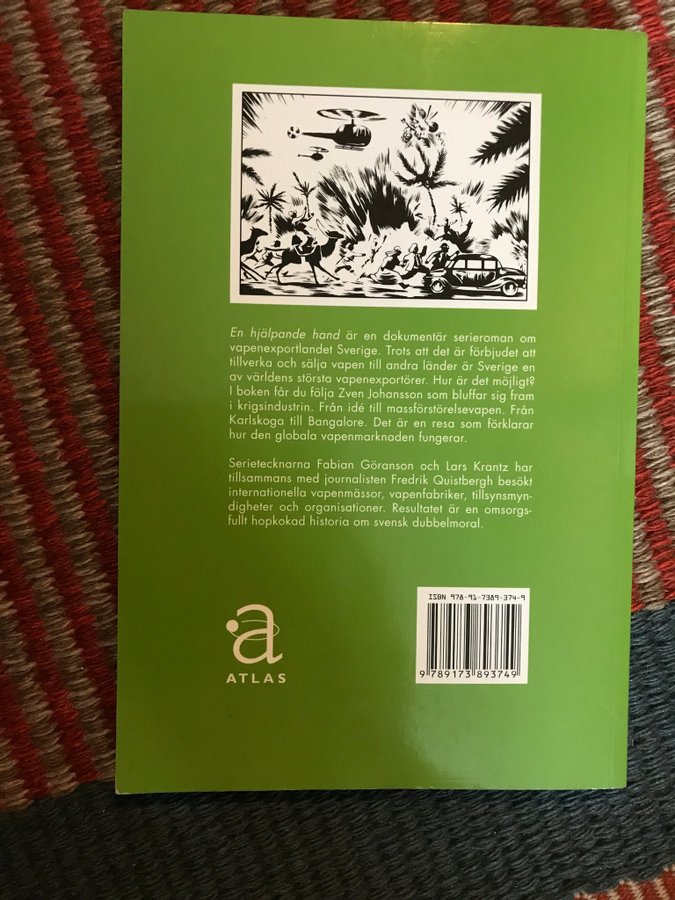 En hjälpande hand är en dokumentär serieroman om
vapenexportlandet Sverige. Trots att det är förbjudet att
tillverka och sälja vapen till andra länder är Sverige en
av världens största vapenexportörer. Hur är det möjligt?
I boken får du följa Zven Johansson som bluffar sig fram
i krigsindustrin. Från idé till massförstörelsevapen. Från
Karlskoga till Bangalore. Det är en resa som förklarar
hur den globala vapenmarknaden fungerar.
Serietecknarna Fabian Göranson och Lars Krantz har
tillsammans med journalisten Fredrik Quistbergh besökt
internationella vapenmässor, vapenfabriker, tillsynsmyn-
digheter och organisationer. Resultatet är en omsorgs-
fullt hopkokad historia om svensk dubbelmoral.
ISBN 978-91-7389-374-9
9 789173 893749
a
ATLAS